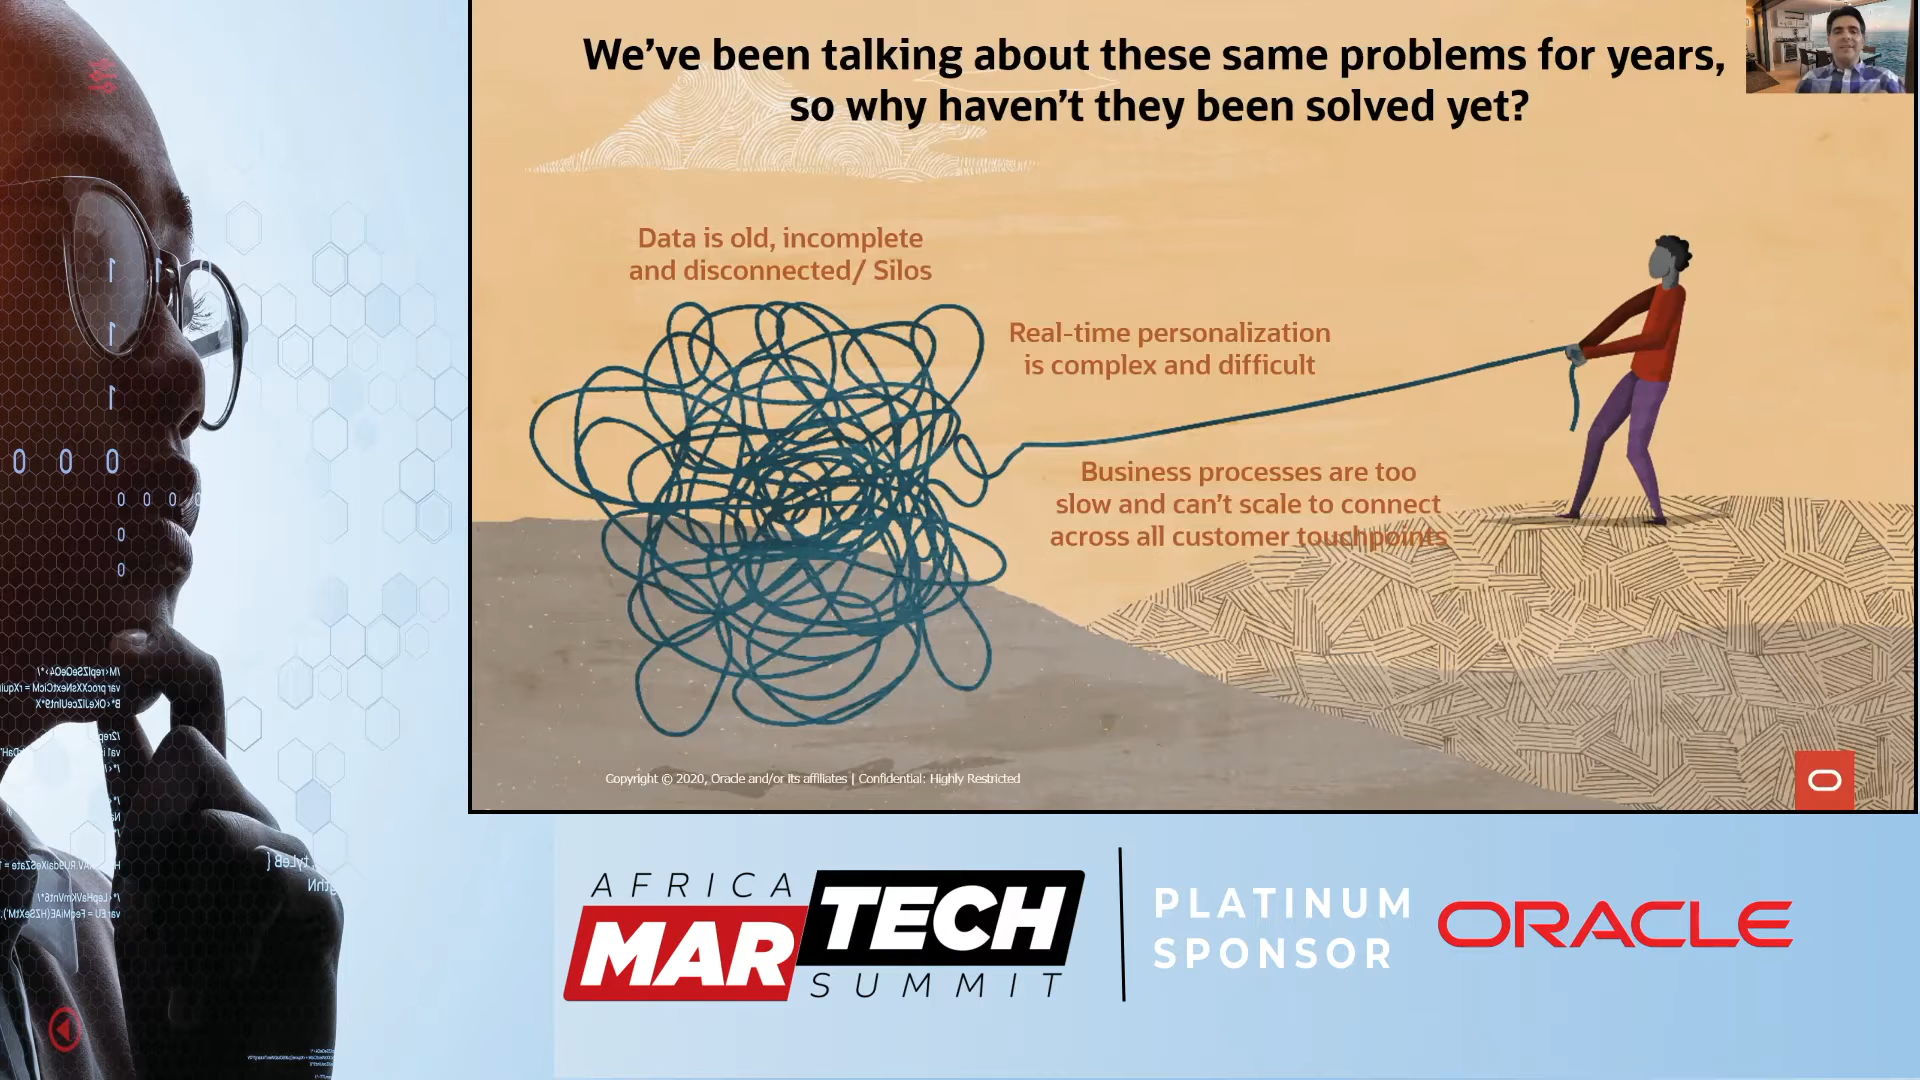 We've been talking about these same problems for years,
so why haven't they been solved yet?
Data is old, incomplete
and disconnected/ Silos
Real-time personalization
is complex and difficult
Business processes are too
slow and can't scale to connect
across all customer touchpoints
Copyright © 2020, Oracle and/or its affiliates | Confidential: Highly Restricted
AFRICA
MARTECH
SUMMIT
PLATINUM
SPONSOR
ORACLE